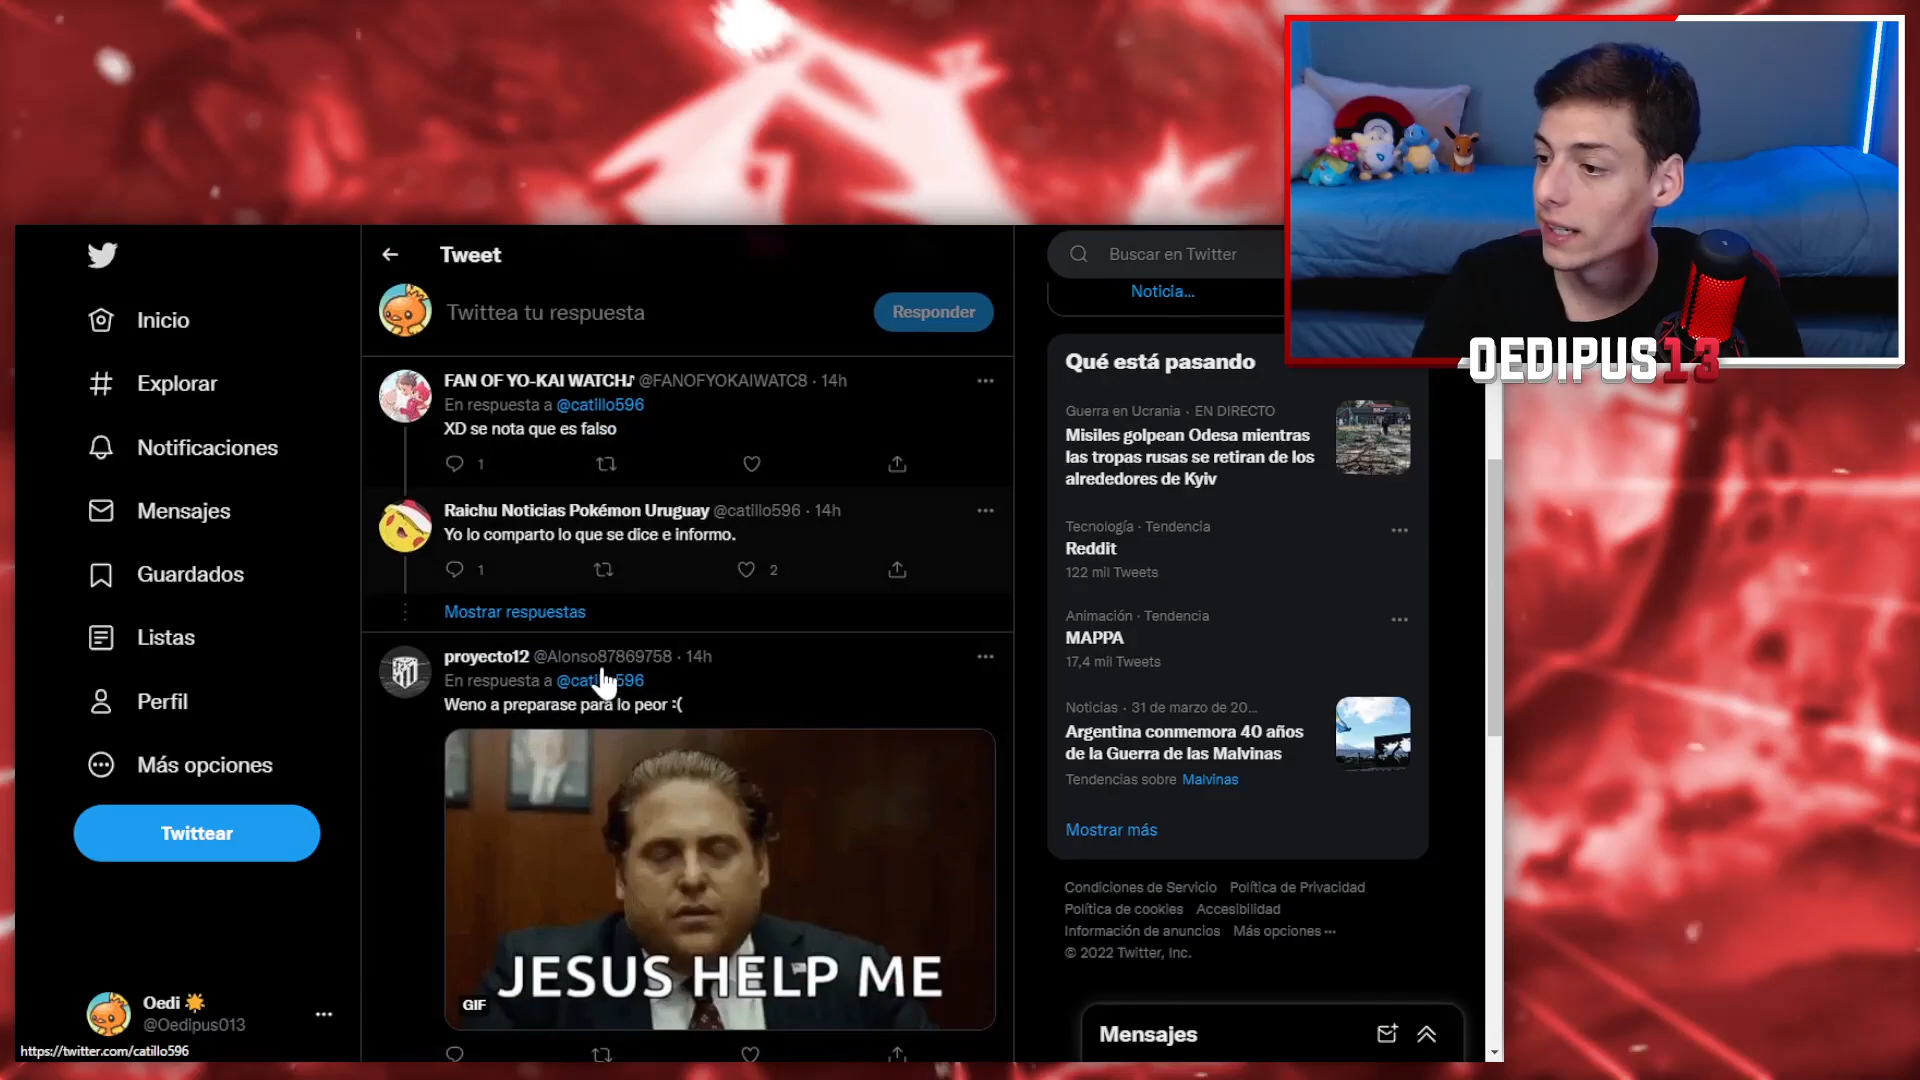 Inicio
Explorar
Notificaciones
Mensajes
Guardados
Listas
Perfil
Más opciones
Twittear
Oedi
@Oedipus013
https://twitter.com/catillo596
Tweet
Twittea tu respuesta
Responder
FAN OF YO-KAI WATCH♪ @FANOFYOKAIWATC8 · 14h
En respuesta a @catillo596
XD se nota que es falso
1
Raichu Noticias Pokémon Uruguay @catillo596 · 14h
Yo lo comparto lo que se dice e informo.
1 2
Mostrar respuestas
proyecto12 @Alonso87869758 · 14h
En respuesta a @catillo596
Weno a preparase para lo peor :(
JESUS HELP ME
GIF
Buscar en Twitter
Noticia...
Qué está pasando
Guerra en Ucrania · EN DIRECTO
Misiles golpean Odesa mientras
las tropas rusas se retiran de los
alrededores de Kyiv
Tecnología · Tendencia
Reddit
122 mil Tweets
Animación · Tendencia
MAPPA
17,4 mil Tweets
Noticias · 31 de marzo de 20...
Argentina conmemora 40 años
de la Guerra de las Malvinas
Tendencias sobre Malvinas
Mostrar más
Condiciones de Servicio Política de Privacidad
Política de cookies Accesibilidad
Información de anuncios Más opciones ···
© 2022 Twitter, Inc.
Mensajes
OEDIPUS13